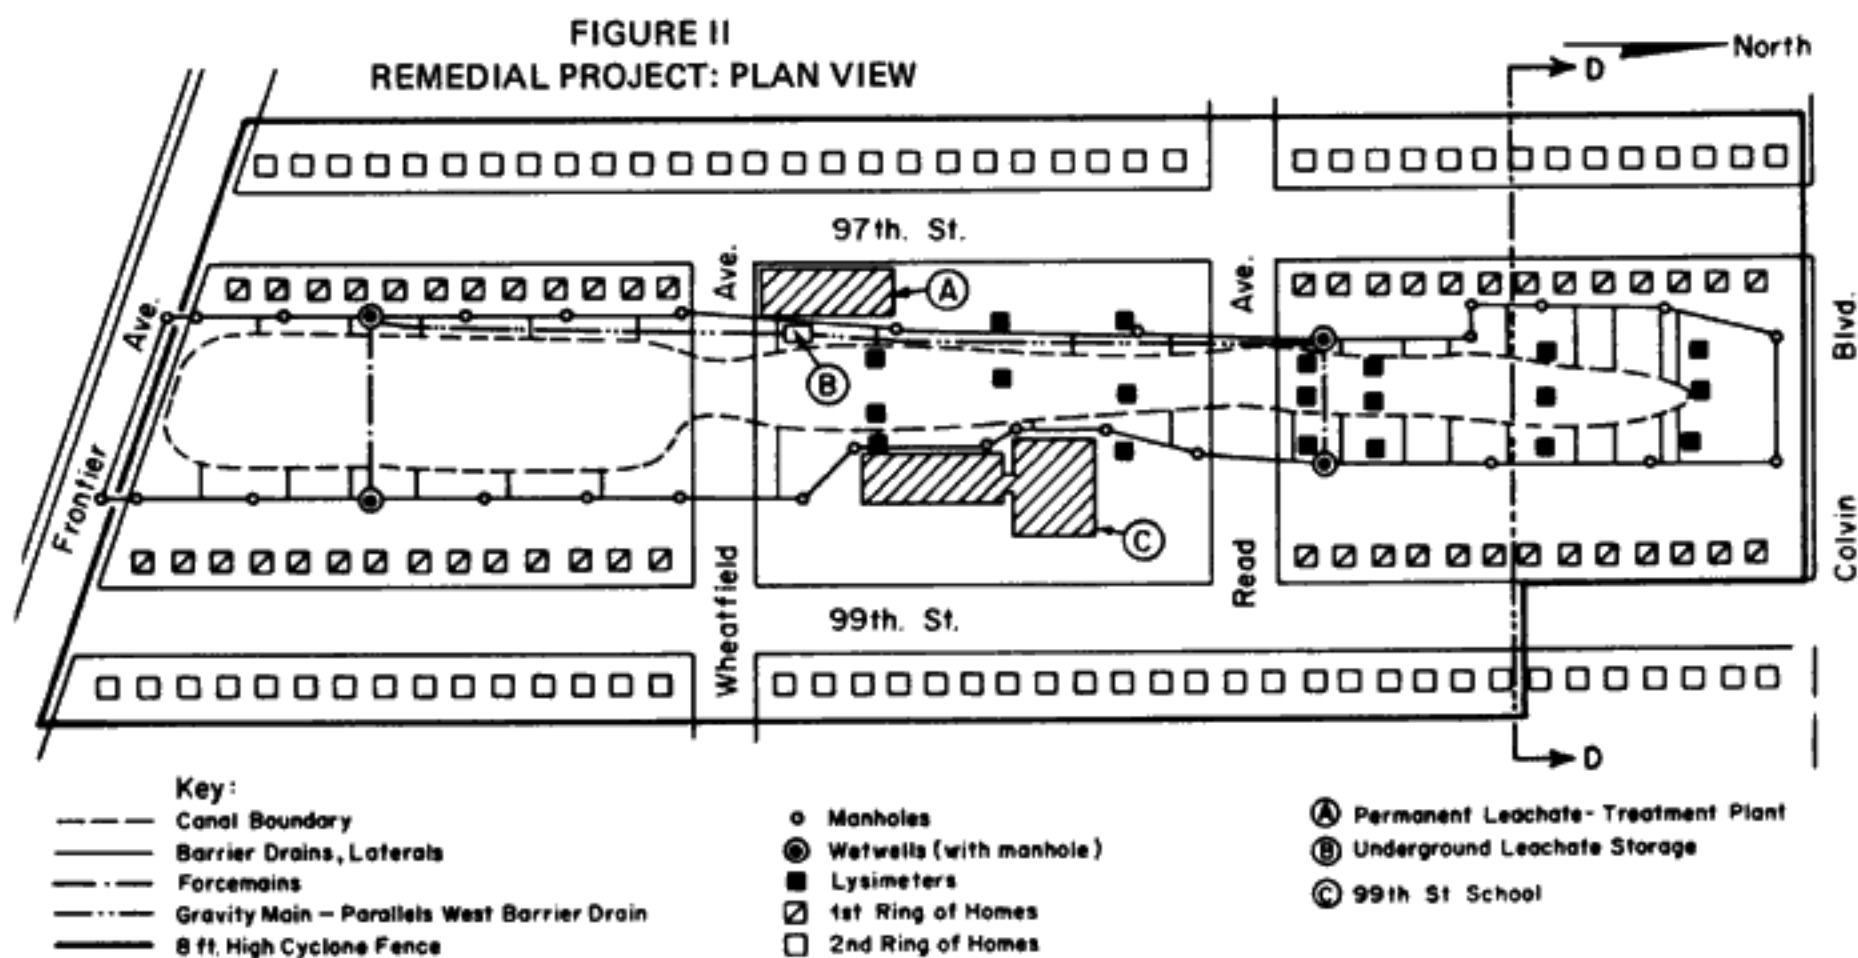 FIGURE II
REMEDIAL PROJECT: PLAN VIEW
North
D
97th. St.
Ave.
A
Ave.
Ave.
B
Blvd.
Frontier
C
Wheatfield
Read
Colvin
99th. St.
D
Key:
Canal Boundary
Barrier Drains, Laterals
Forcemains
Gravity Main - Parallels West Barrier Drain
8 ft. High Cyclone Fence
Manholes
Wetwells (with manhole)
Lysimeters
1st Ring of Homes
2nd Ring of Homes
A Permanent Leachate-Treatment Plant
B Underground Leachate Storage
C 99th St School